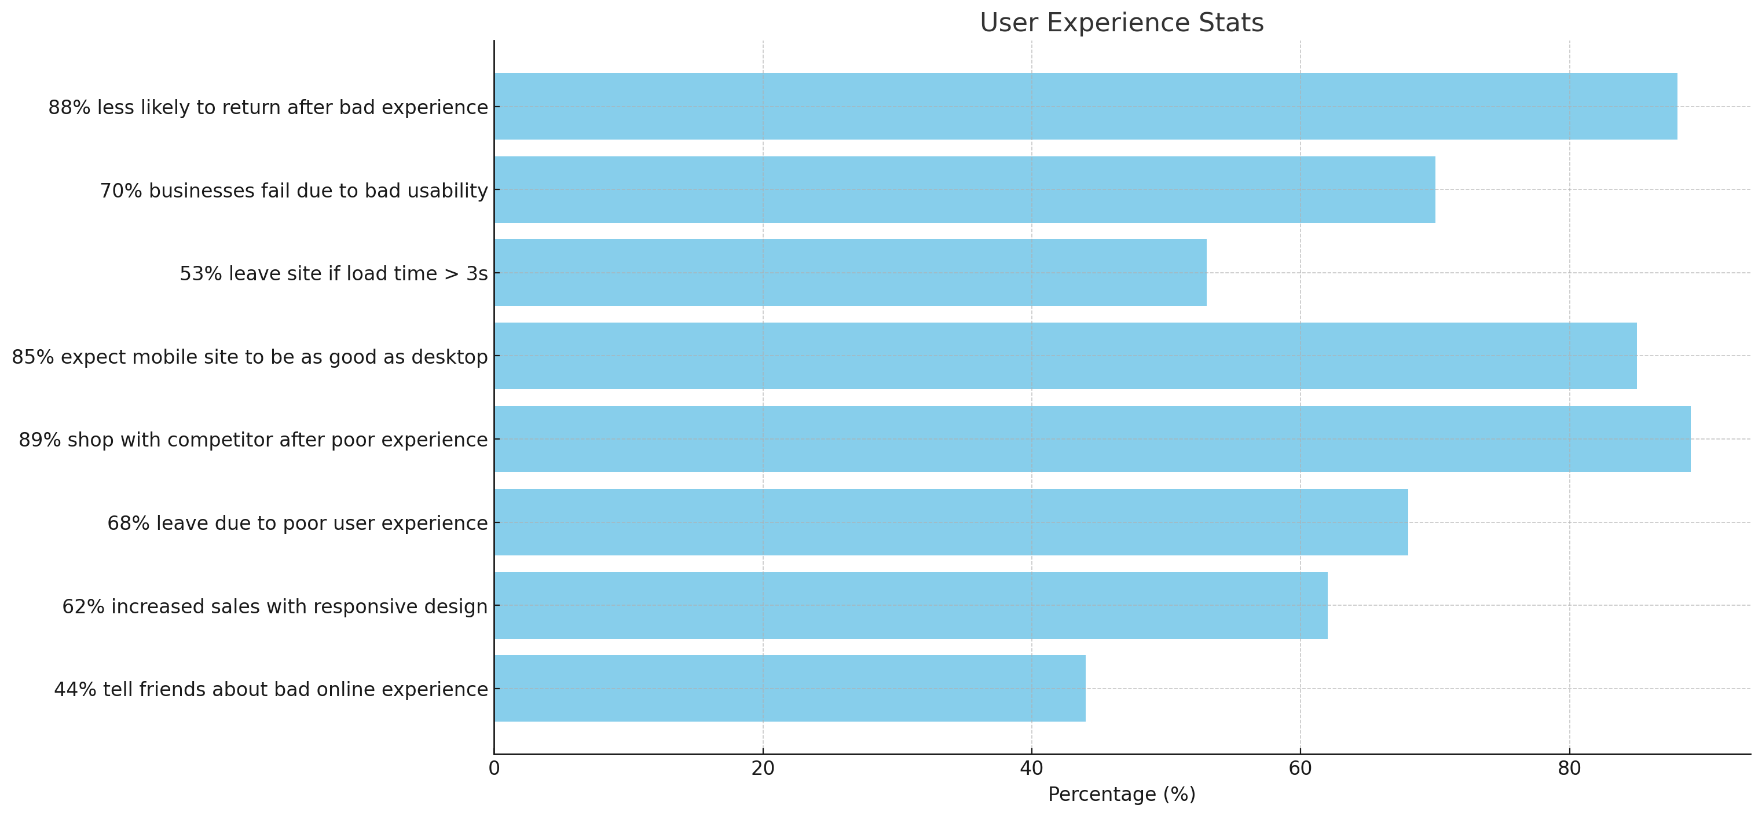 User Experience Stats
88% less likely to return after bad experience
70% businesses fail due to bad usability
53% leave site if load time > 3s
85% expect mobile site to be as good as desktop
89% shop with competitor after poor experience
68% leave due to poor user experience
62% increased sales with responsive design
44% tell friends about bad online experience
0 20 40 60 80
Percentage (%)